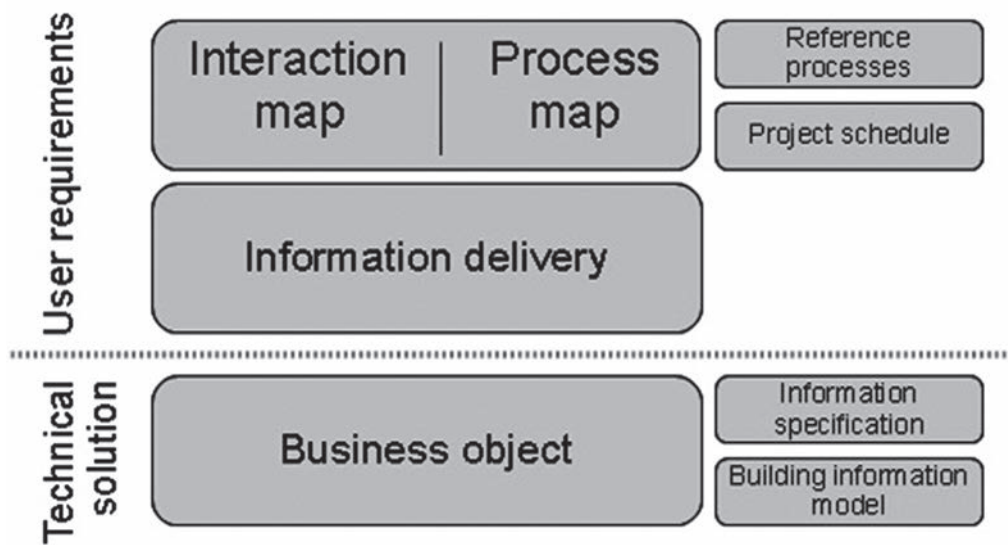 User requirements
Interaction
map
Process
map
Reference
processes
Project schedule
Information delivery
Technical
solution
Business object
Information
specification
Building information
model